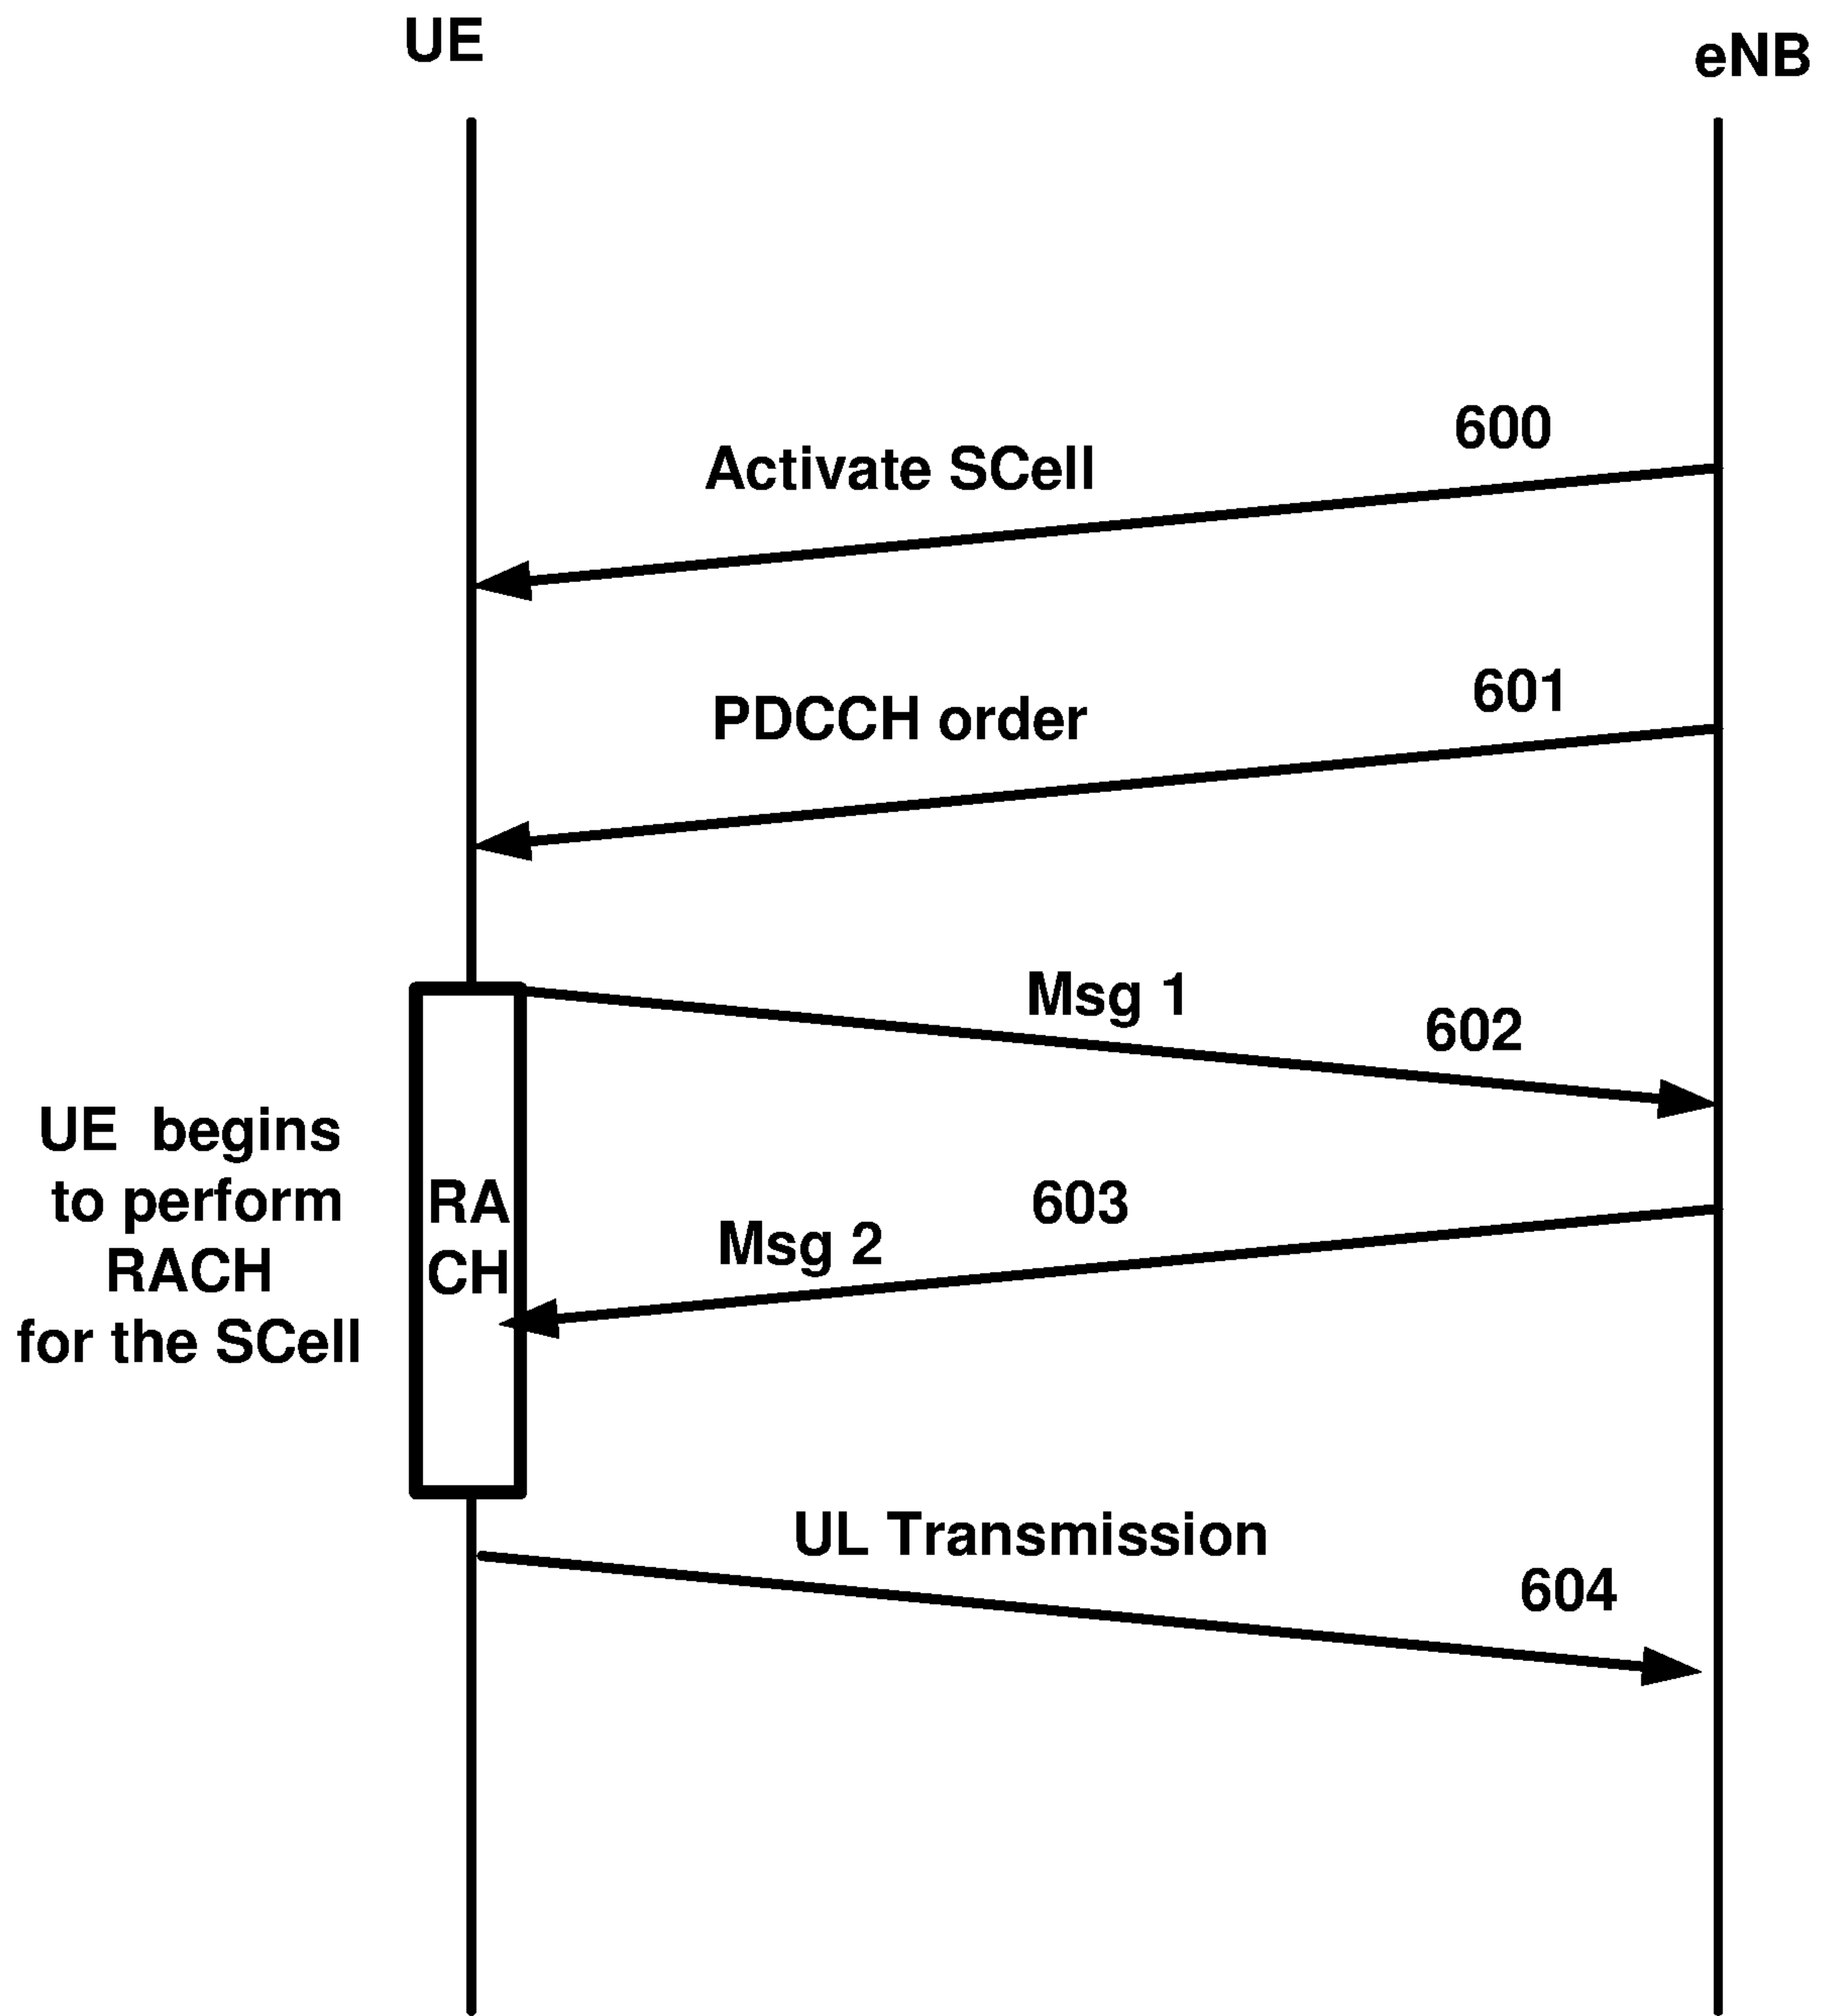 UE
eNB
600
Activate SCell
601
PDCCH order
Msg 1
602
UE begins
to perform
RACH
for the SCell
RA
CH
603
Msg 2
UL Transmission
604